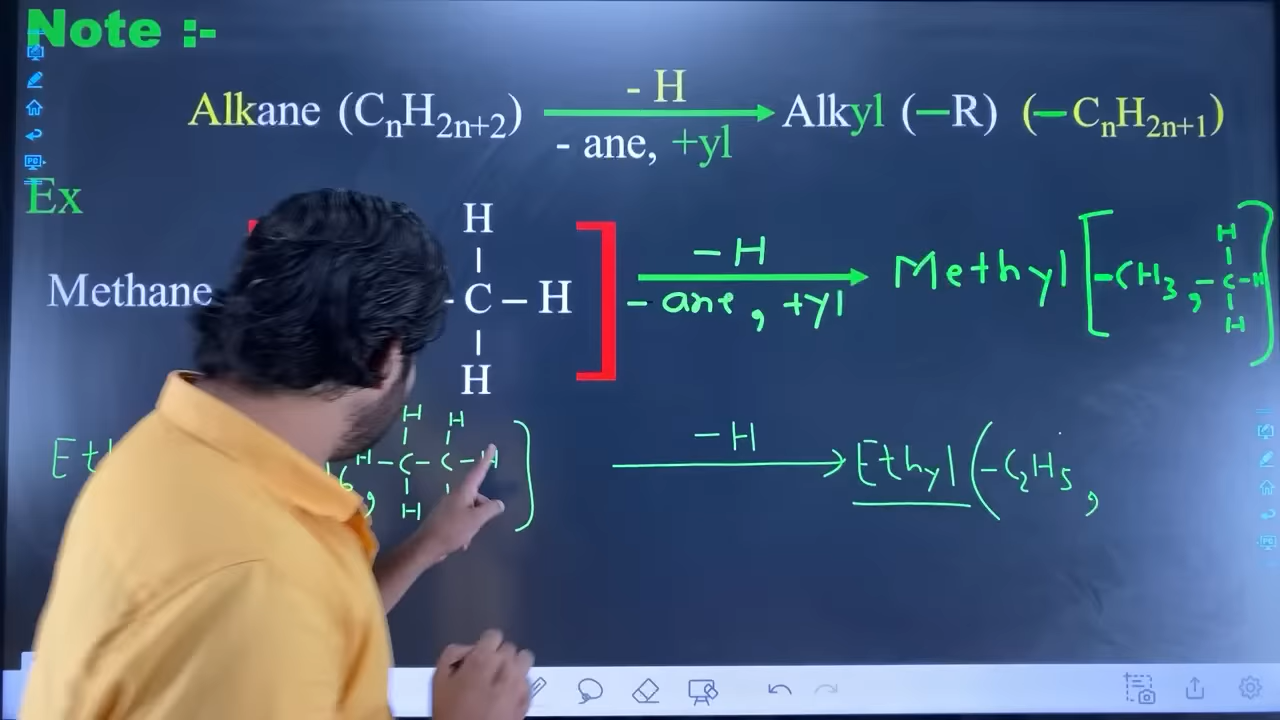 Note :-
- H
Alkane (CnH2n+2) Alkyl (—R) (—CnH2n+1)
- ane, +yl
Ex
H
Methane - C – H
H
- H
- ane, +yl
Methyl [-CH3, - C - H
H
H
H H
H - C - C - H
H
- H
Ethyl (-C2H5,